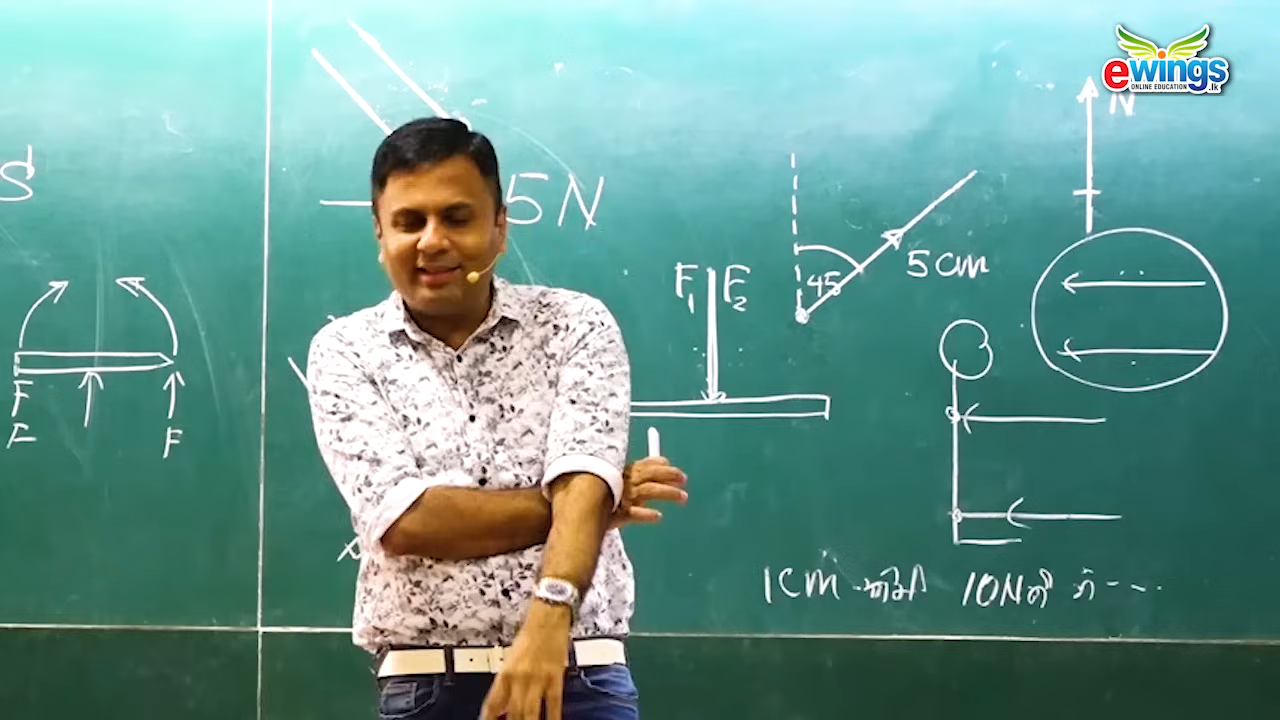 ewings
ONLINE EDUCATION .lk
N
S
5N
45
5cm
F₁ F₂
F
F
F
1cm 10N